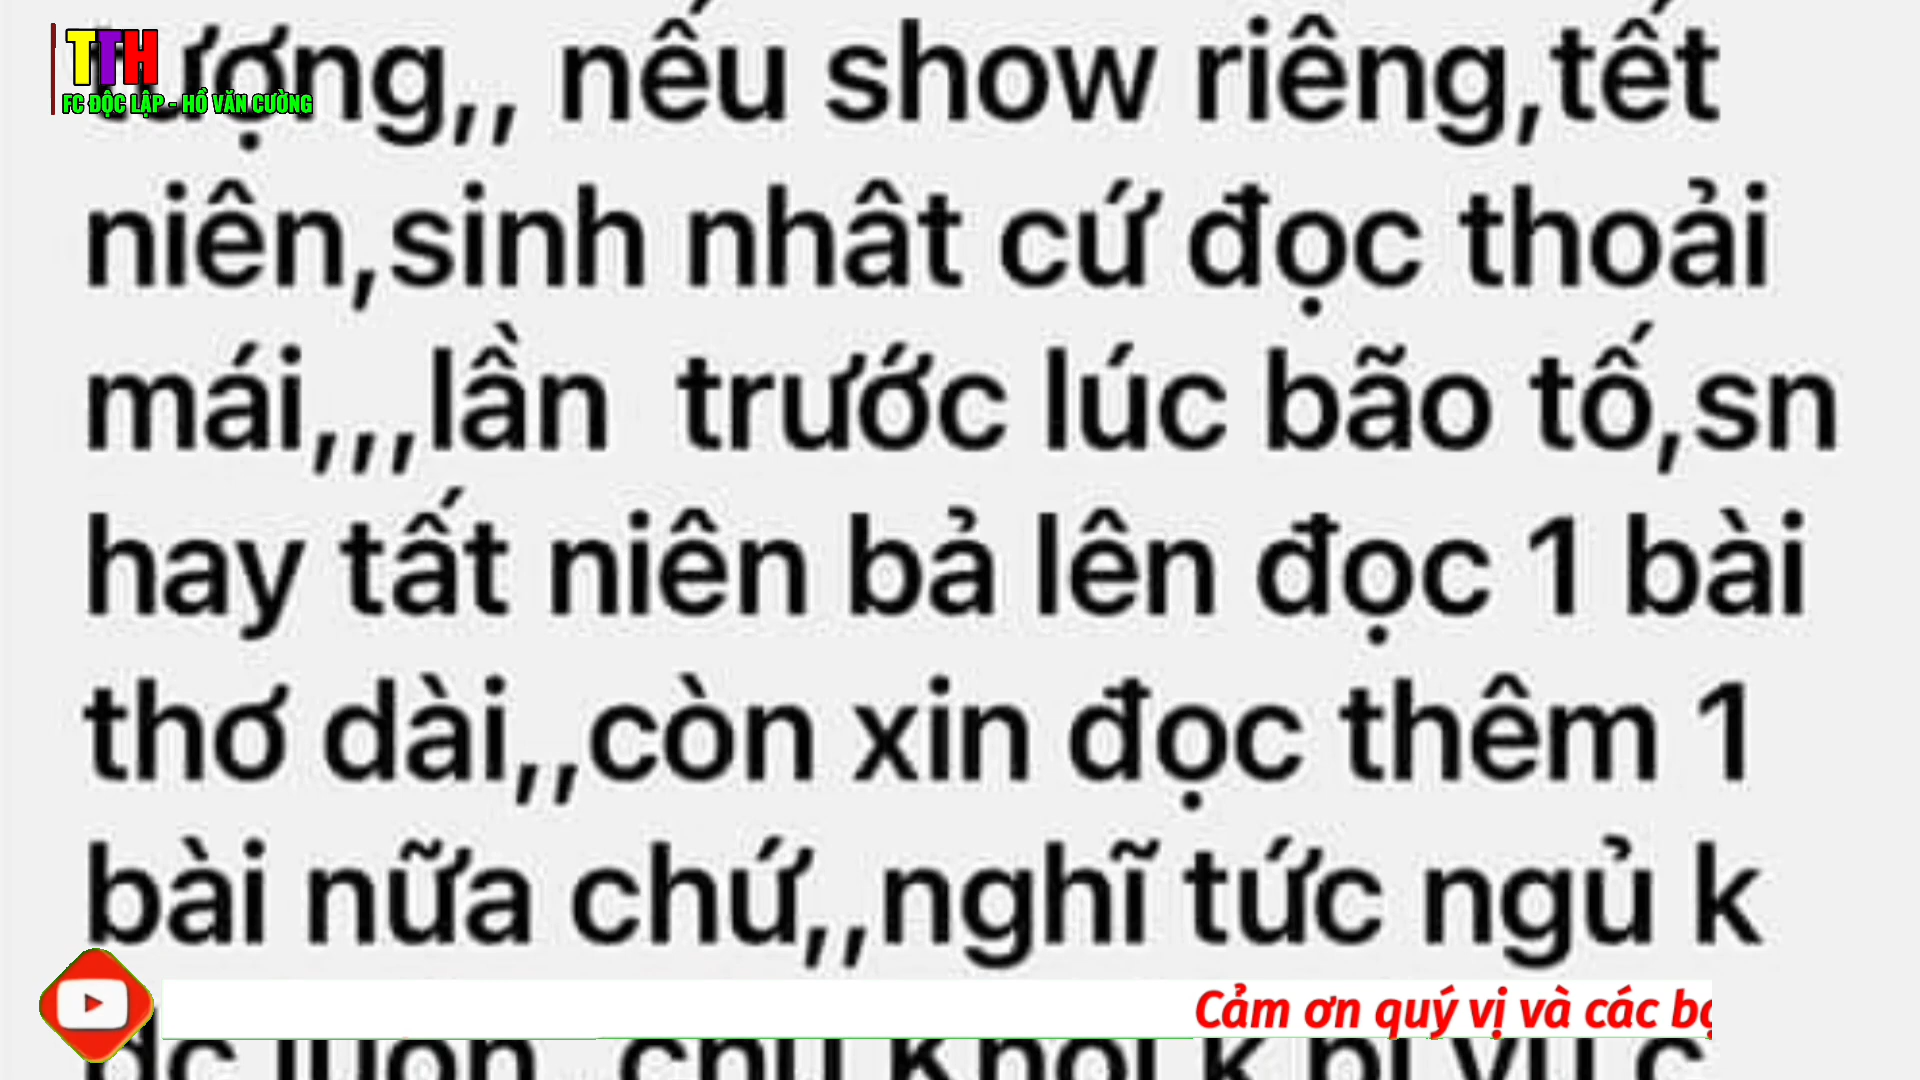 TTH
FC ĐỘC LẬP - HỒ VĂN CƯỜNG
tượng,, nếu show riêng,tết
niên,sinh nhât cứ đọc thoải
mái,,,lần trước lúc bão tố,sn
hay tất niên bả lên đọc 1 bài
thơ dài,,còn xin đọc thêm 1
bài nữa chứ,,nghĩ tức ngủ k
Cảm ơn quý vị và các